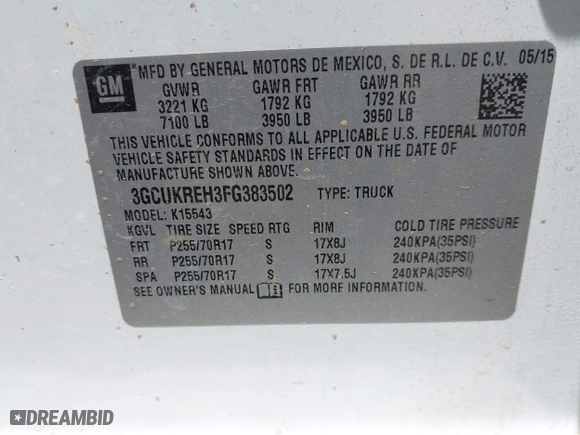 GM
MFD BY GENERAL MOTORS DE MEXICO, S. DE R.L. DE C.V. 05/15
GVWR GAWR FRT GAWR RR
3221 KG 1792 KG 1792 KG
7100 LB 3950 LB 3950 LB
THIS VEHICLE CONFORMS TO ALL APPLICABLE U.S. FEDERAL MOTOR
VEHICLE SAFETY STANDARDS IN EFFECT ON THE DATE OF
MANUFACTURE SHOWN ABOVE.
3GCUKREH3FG383502 TYPE: TRUCK
MODEL: K15543
KGVL TIRE SIZE SPEED RTG RIM COLD TIRE PRESSURE
FRT P255/70R17 S 17X8J 240KPA(35PSI)
RR P255/70R17 S 17X8J 240KPA(35PSI)
SPA P255/70R17 S 17X7.5J 240KPA(35PSI)
SEE OWNER'S MANUAL FOR MORE INFORMATION.
DREAMBID